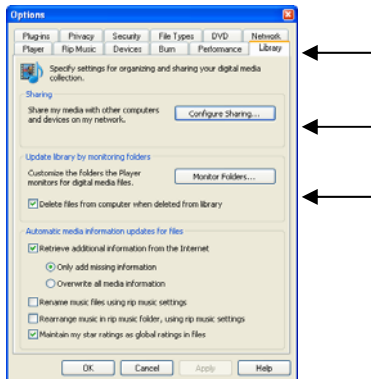 Options
Plug-ins Privacy Security File Types DVD Network
Player Rip Music Devices Burn Performance Library
Specify settings for organizing and sharing your digital media
collection.
Sharing
Share my media with other computers
and devices on my network.
Configure Sharing...
Update library by monitoring folders
Customize the folders the Player
monitors for digital media files.
Monitor Folders...
Delete files from computer when deleted from library
Automatic media information updates for files
Retrieve additional information from the Internet
Only add missing information
Overwrite all media information
Rename music files using rip music settings
Rearrange music in rip music folder, using rip music settings
Maintain my star ratings as global ratings in files
OK Cancel Apply Help